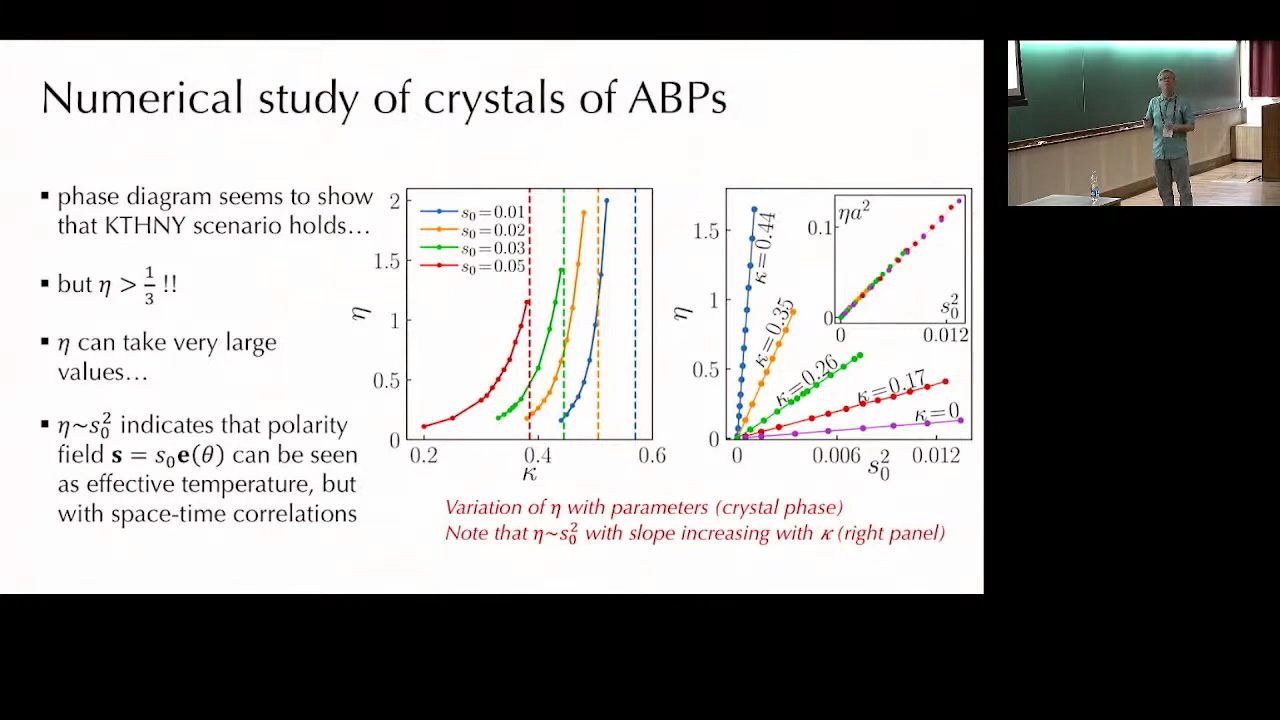 Numerical study of crystals of ABPs
▪ phase diagram seems to show
that KTHNY scenario holds…
▪ but η > 1/3 !!
▪ η can take very large
values…
▪ η~s₀² indicates that polarity
field s = s₀e(θ) can be seen
as effective temperature, but
with space-time correlations
η
2
1.5
1
0.5
0
s₀ = 0.01
s₀ = 0.02
s₀ = 0.03
s₀ = 0.05
0.2 0.4 0.6
κ
η
1.5
1
0.5
0
κ=0.44
κ=0.35
κ=0.26
κ=0.17
κ=0
0 0.006 0.012
s₀²
ηa²
0.1
0
s₀²
0 0.012
Variation of η with parameters (crystal phase)
Note that η~s₀² with slope increasing with κ (right panel)